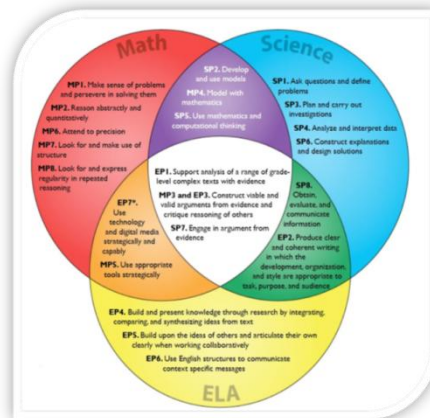 Math
Science
MP1. Make sense of problems
and persevere in solving them
MP2. Reason abstractly and
quantitatively
MP6. Attend to precision
MP7. Look for and make use of
structure
MP8. Look for and express
regularity in repeated
reasoning
SP2. Develop
and use models
MP4. Model with
mathematics
SP5. Use mathematics and
computational thinking
SP1. Ask questions and define
problems
SP3. Plan and carry out
investigations
SP4. Analyze and interpret data
SP6. Construct explanations
and design solutions
EP1. Support analysis of a range of grade-
level complex texts with evidence
MP3 and EP3. Construct viable and
valid arguments from evidence and
critique reasoning of others
SP7. Engage in argument from
evidence
EP7*.
Use
technology
and digital media
strategically and
capably
MP5. Use appropriate
tools strategically
SP8.
Obtain,
evaluate, and
communicate
information
EP2. Produce clear
and coherent writing
in which the
development, organization,
and style are appropriate to
task, purpose, and audience
EP4. Build and present knowledge through research by integrating,
comparing, and synthesizing ideas from text
EP5. Build upon the ideas of others and articulate their own
clearly when working collaboratively
EP6. Use English structures to communicate
context specific messages
ELA